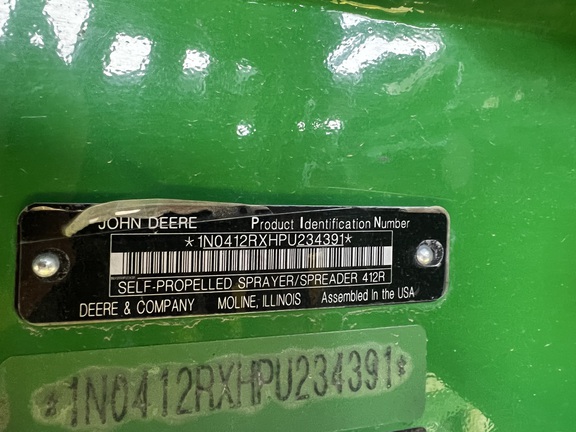 JOHN DEERE Product Identification Number
*1N0412RXHPU234391*
SELF-PROPELLED SPRAYER/SPREADER 412R
DEERE & COMPANY MOLINE, ILLINOIS Assembled In the USA
*1N0412RXHPU234391*